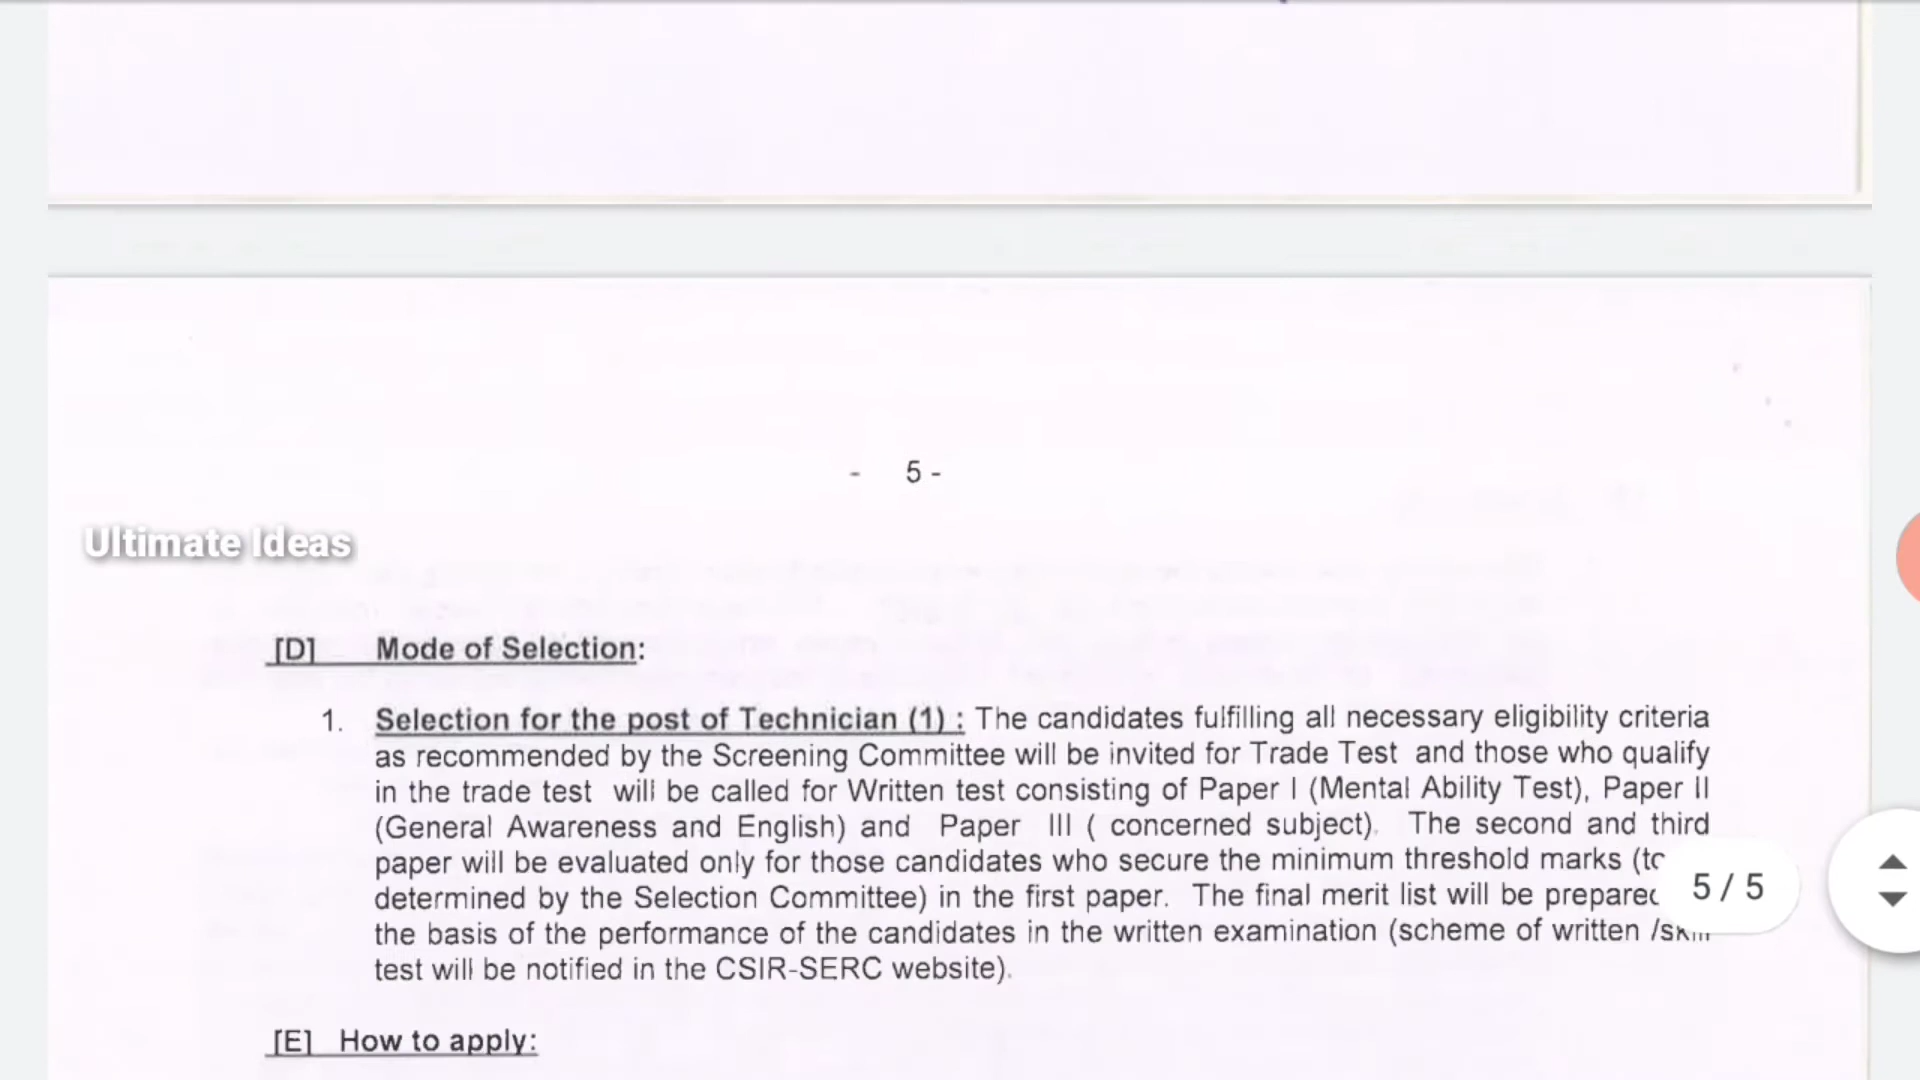 - 5 -
Ultimate Ideas
[D] Mode of Selection:
1. Selection for the post of Technician (1) : The candidates fulfilling all necessary eligibility criteria
as recommended by the Screening Committee will be invited for Trade Test and those who qualify
in the trade test will be called for Written test consisting of Paper I (Mental Ability Test), Paper II
(General Awareness and English) and Paper III ( concerned subject). The second and third
paper will be evaluated only for those candidates who secure the minimum threshold marks
determined by the Selection Committee) in the first paper. The final merit list will be
5 / 5
the basis of the performance of the candidates in the written examination (scheme of written
test will be notified in the CSIR-SERC website).
[E] How to apply: